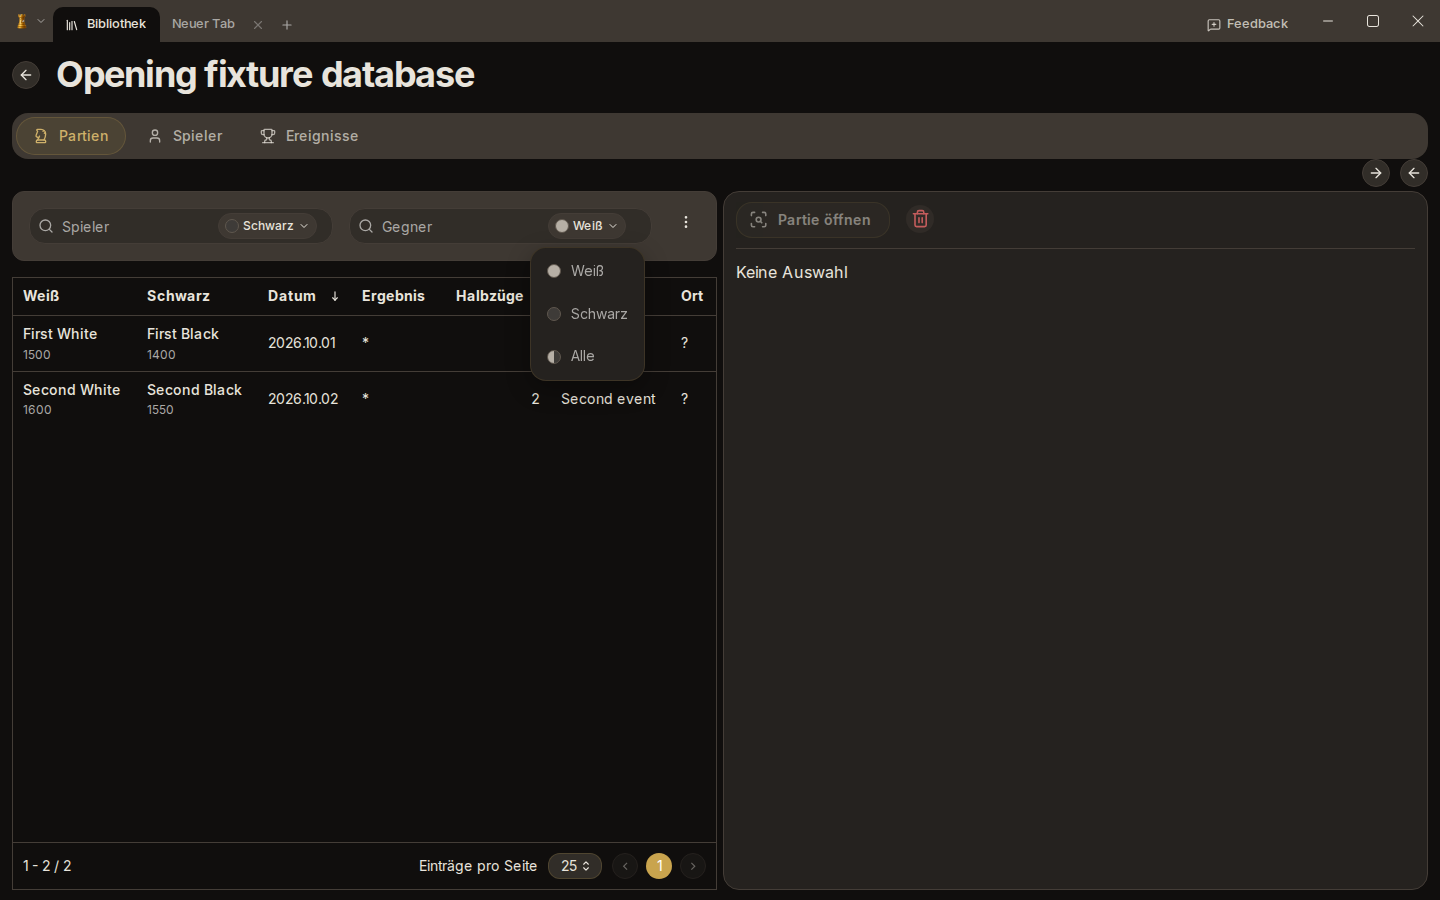 Bibliothek
Neuer Tab
Feedback
Opening fixture database
Partien
Spieler
Ereignisse
Spieler
Schwarz
Gegner
Weiß
Partie öffnen
Keine Auswahl
Weiß
Schwarz
Alle
Weiß Schwarz Datum Ergebnis Halbzüge Ort
First White First Black 2026.10.01 * ?
1500 1400
Second White Second Black 2026.10.02 * 2 Second event ?
1600 1550
1 - 2 / 2
Einträge pro Seite 25 1